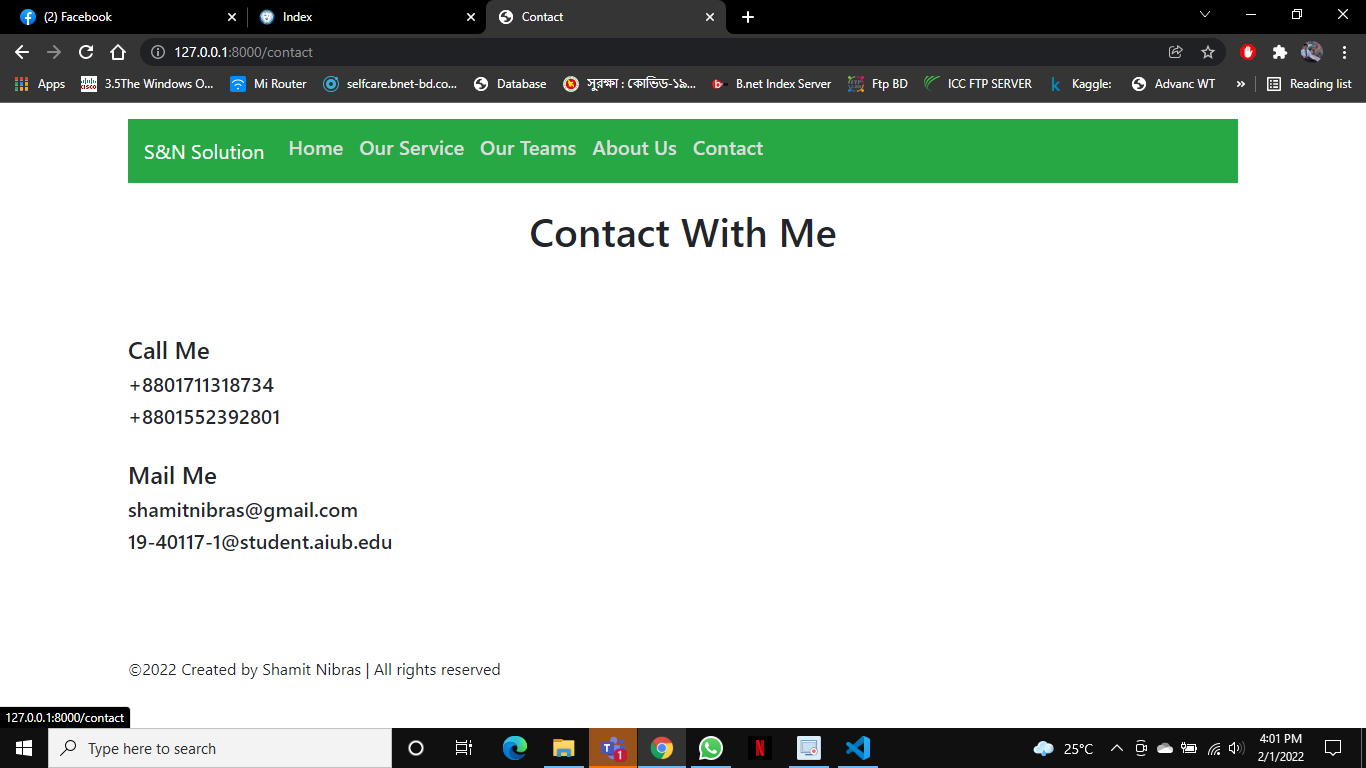 (2) Facebook
Index
Contact
127.0.0.1:8000/contact
Apps
3.5The Windows O...
Mi Router
selfcare.bnet-bd.co...
Database
সুরক্ষা : কোভিড-১৯...
B.net Index Server
Ftp BD
ICC FTP SERVER
Kaggle:
Advanc WT
»
Reading list
S&N Solution
Home
Our Service
Our Teams
About Us
Contact
Contact With Me
Call Me
+8801711318734
+8801552392801
Mail Me
shamitnibras@gmail.com
19-40117-1@student.aiub.edu
©2022 Created by Shamit Nibras | All rights reserved
127.0.0.1:8000/contact
Type here to search
25°C
4:01 PM
2/1/2022